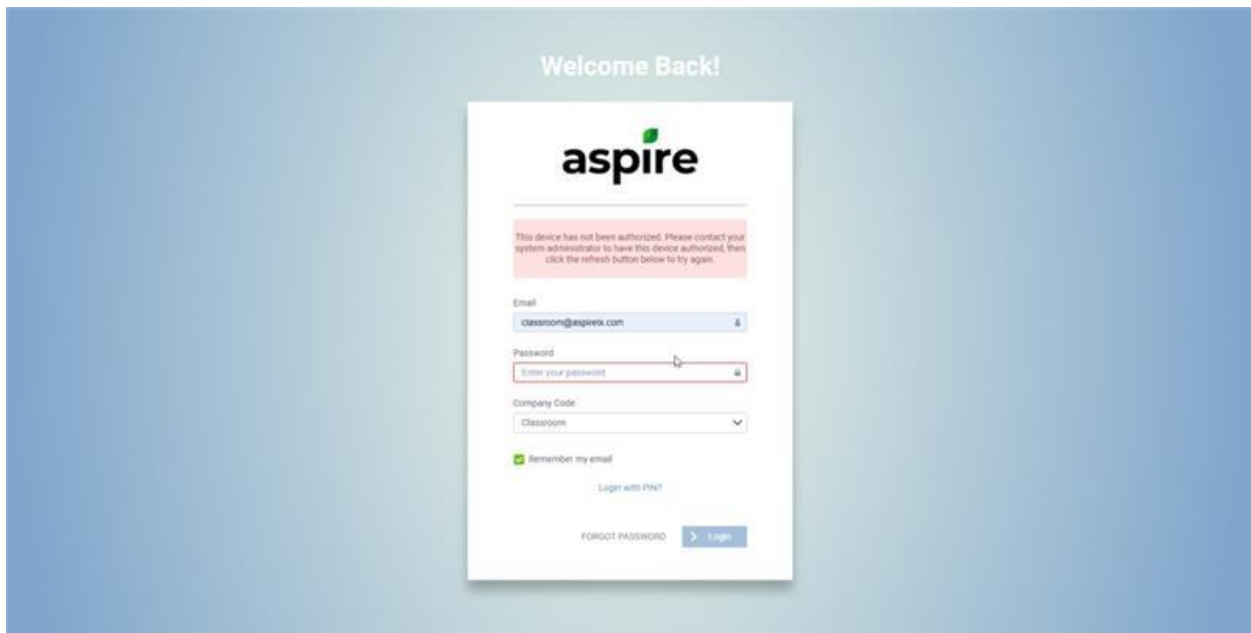 Welcome Back!
aspire
This device has not been authorized. Please contact your
system administrator to have this device authorized, then
click the refresh button below to try again.
Email
classroom@aspireix.com
Password
Enter your password
Company Code
Classroom
Remember my email
Login with PIN?
FORGOT PASSWORD
Login